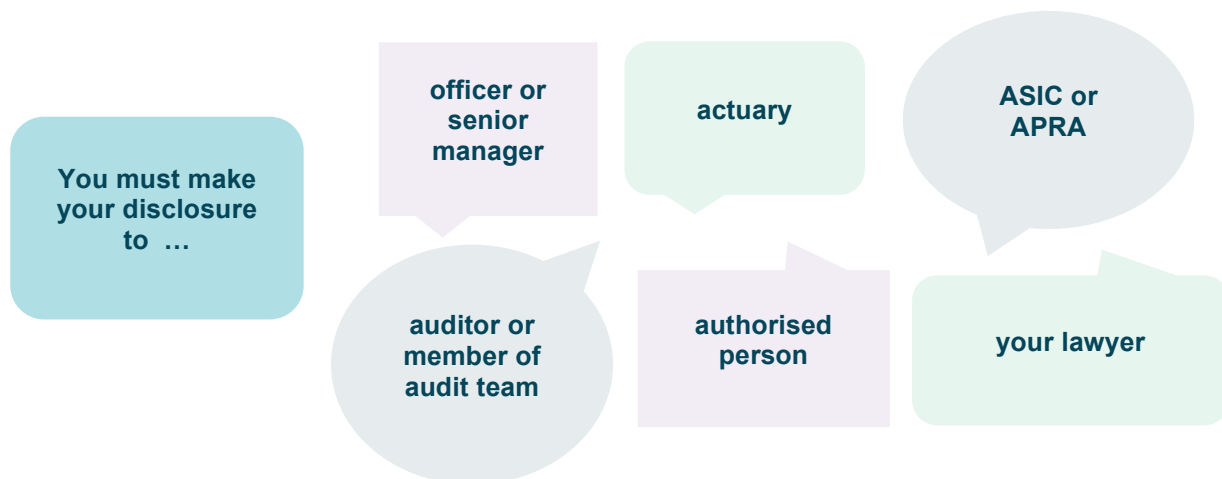 You must make
your disclosure
to ...
officer or
senior
manager
actuary
ASIC or
APRA
auditor or
member of
audit team
authorised
person
your lawyer